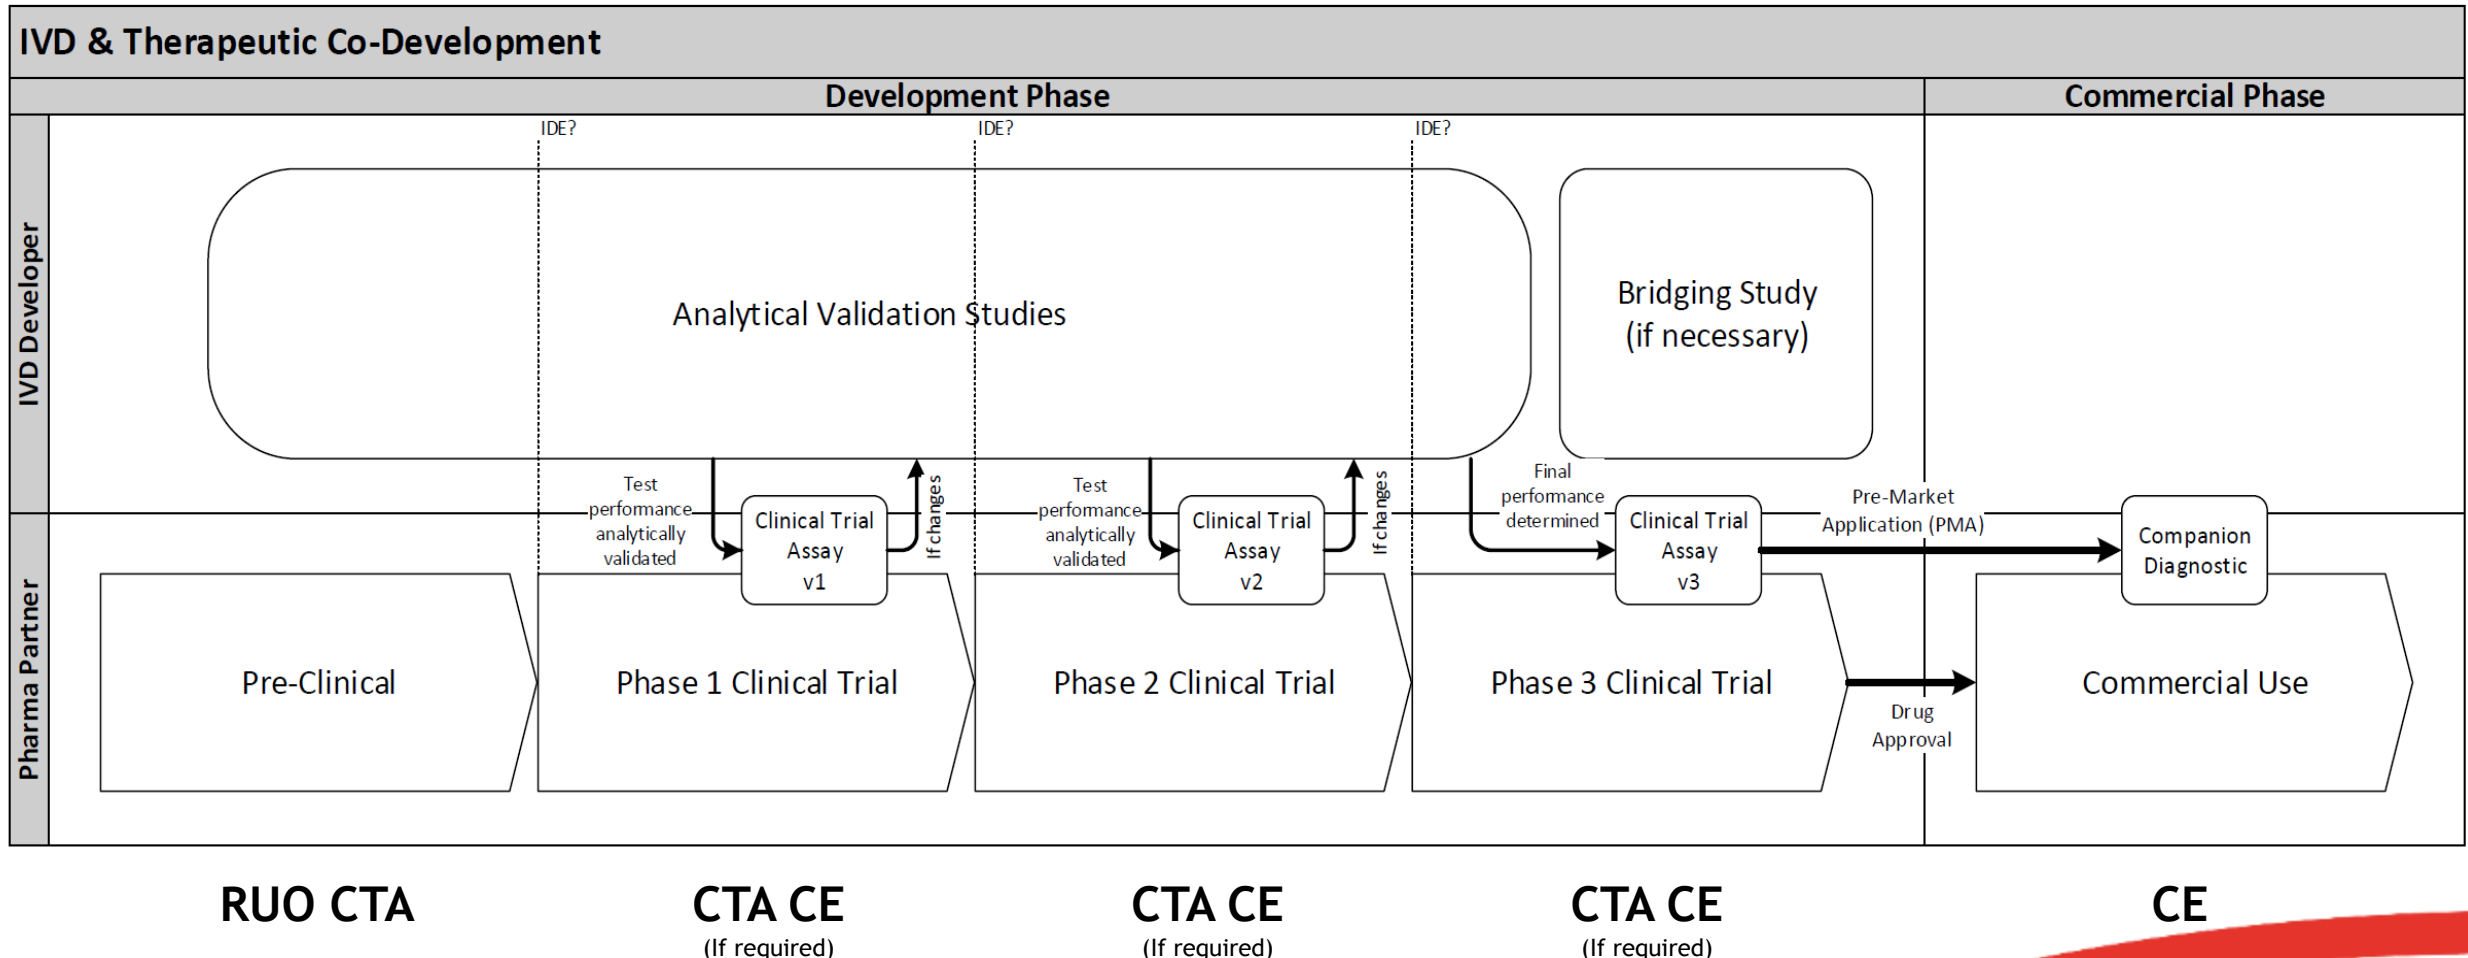 IVD & Therapeutic Co-Development
Development Phase
Commercial Phase
IVD Developer
IDE?
IDE?
IDE?
Analytical Validation Studies
Bridging Study
(if necessary)
Test
performance
analytically
validated
Clinical Trial
Assay
v1
If changes
Test
performance
analytically
validated
Clinical Trial
Assay
v2
If changes
Final
performance
determined
Clinical Trial
Assay
v3
Pre-Market
Application (PMA)
Companion
Diagnostic
Pharma Partner
Pre-Clinical
Phase 1 Clinical Trial
Phase 2 Clinical Trial
Phase 3 Clinical Trial
Drug
Approval
Commercial Use
RUO CTA
CTA CE
(If required)
CTA CE
(If required)
CTA CE
(If required)
CE